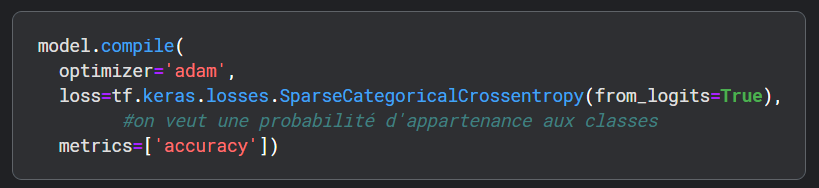 model.compile(
  optimizer='adam',
  loss=tf.keras.losses.SparseCategoricalCrossentropy(from_logits=True),
        #on veut une probabilité d'appartenance aux classes
  metrics=['accuracy'])